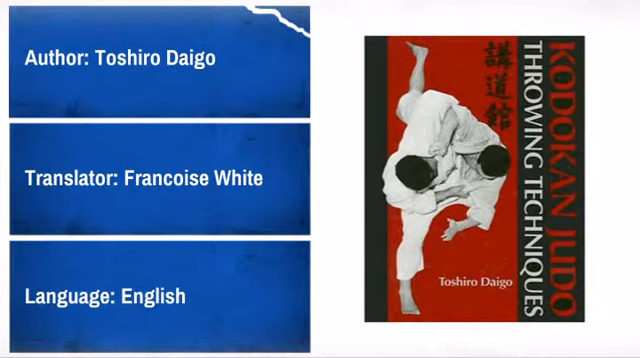 Author: Toshiro Daigo
Translator: Francoise White
Language: English
講道館
THROWING TECHNIQUES
KODOKAN JUDO
Toshiro Daigo